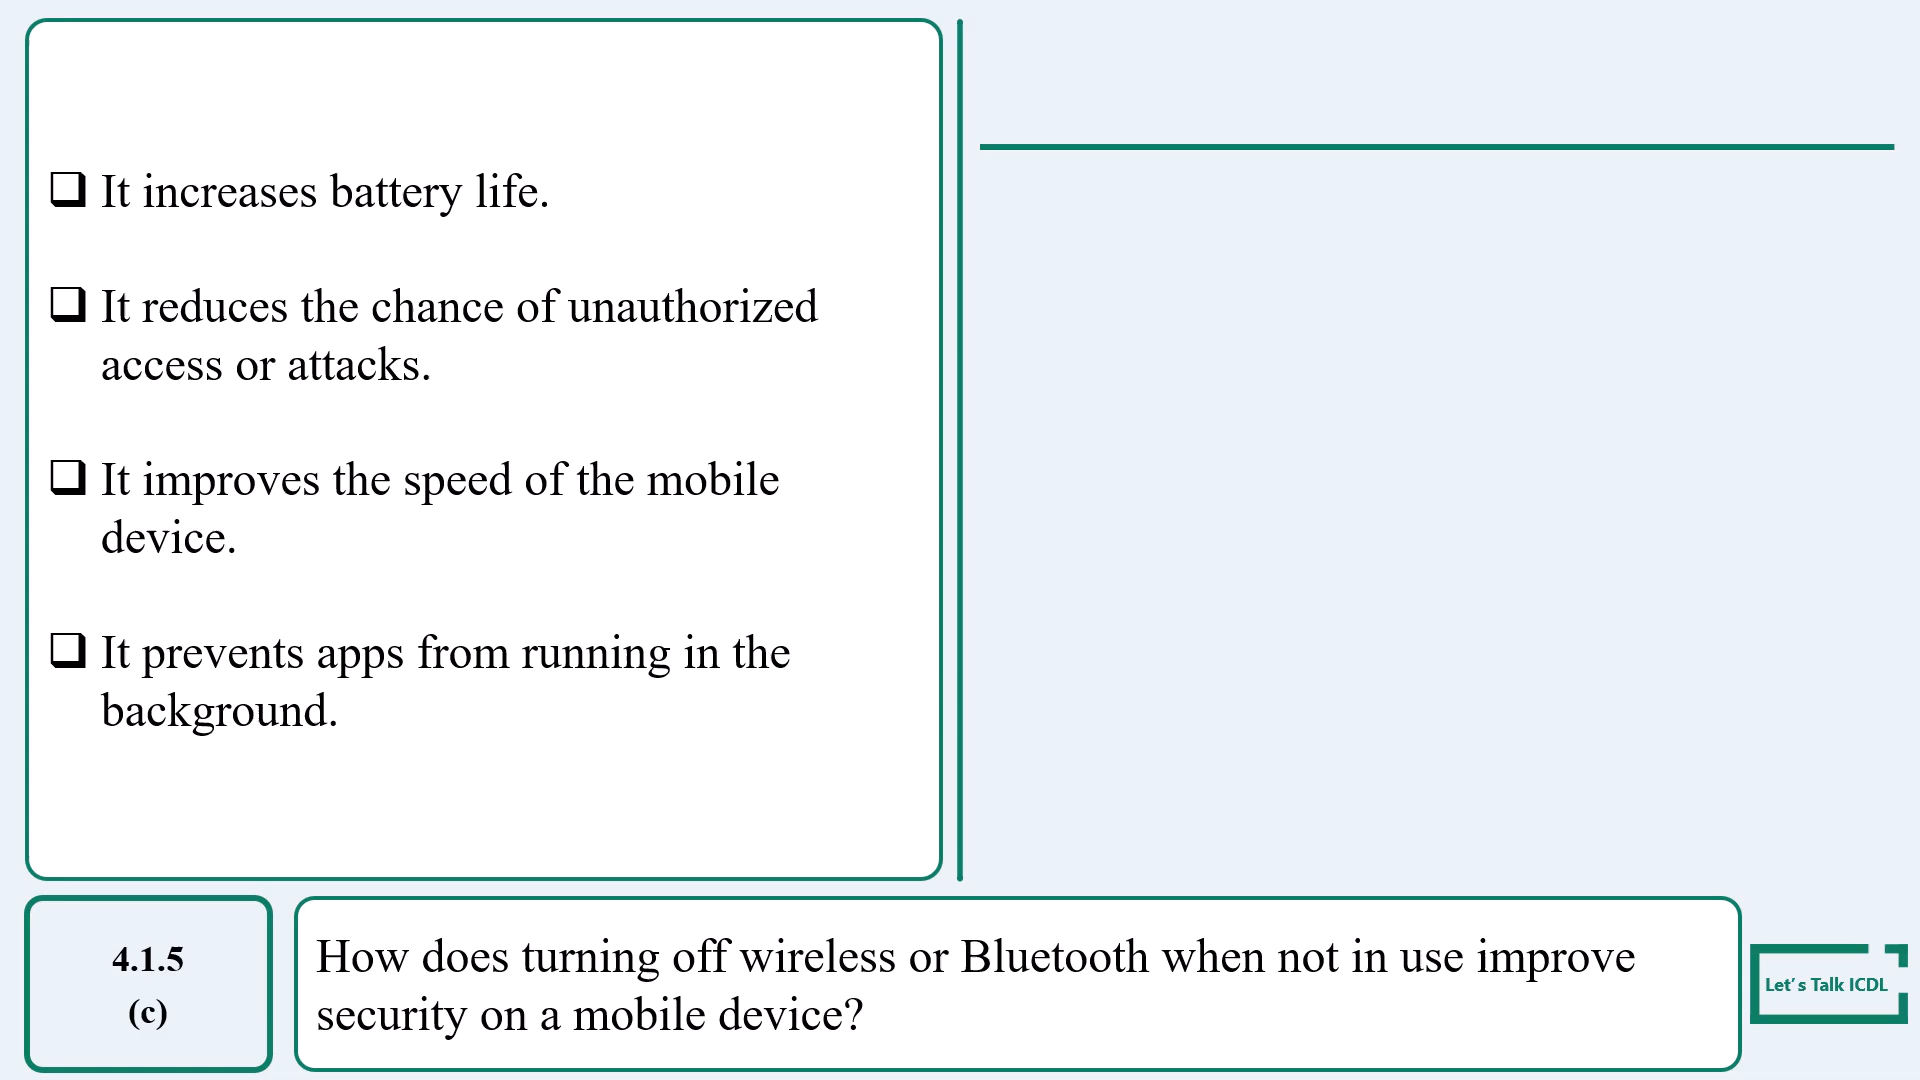 ❑ It increases battery life.
❑ It reduces the chance of unauthorized
access or attacks.
❑ It improves the speed of the mobile
device.
❑ It prevents apps from running in the
background.
4.1.5
(c)
How does turning off wireless or Bluetooth when not in use improve
security on a mobile device?
Let's Talk ICDL